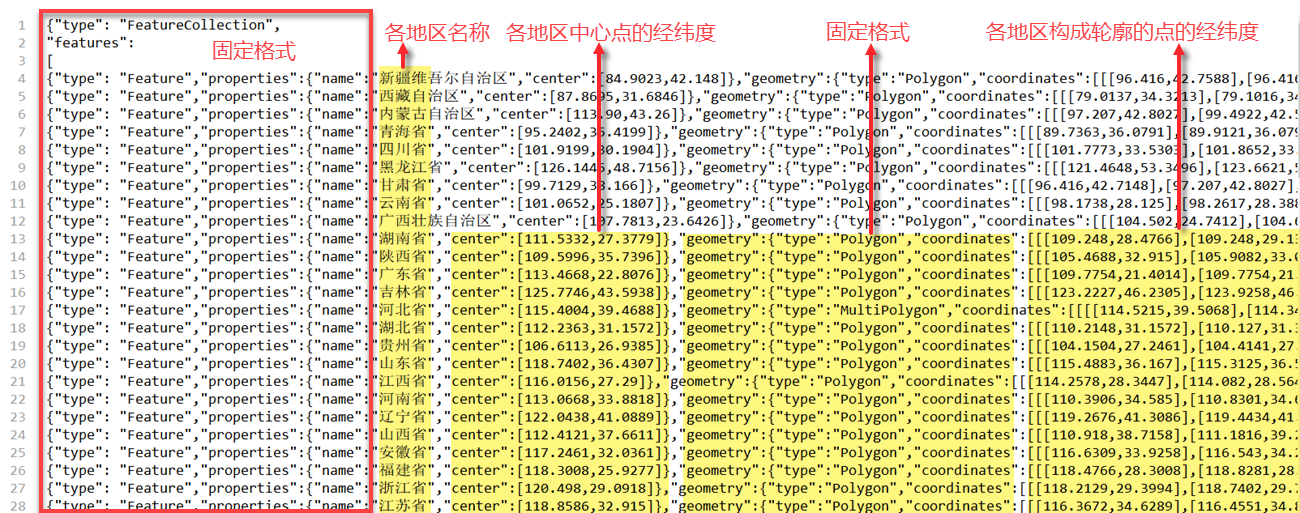 各地区名称 各地区中心点的经纬度 固定格式 各地区构成轮廓的点的经纬度
固定格式
1 {"type": "FeatureCollection",
2 "features":
3 [
4 {"type": "Feature","properties":{"name":"新疆维吾尔自治区","center":[84.9023,42.148]},"geometry":{"type":"Polygon","coordinates":[[[96.416,42.7588],[96.416
5 {"type": "Feature","properties":{"name":"西藏自治区","center":[87.8695,31.6846]},"geometry":{"type":"Polygon","coordinates":[[[79.0137,34.3213],[79.1016,34
6 {"type": "Feature","properties":{"name":"内蒙古自治区","center":[113.90,43.26]},"geometry":{"type":"Polygon","coordinates":[[[97.207,42.8027],[99.4922,42.5
7 {"type": "Feature","properties":{"name":"青海省","center":[95.2402,35.4199]},"geometry":{"type":"Polygon","coordinates":[[[89.7363,36.0791],[89.9121,36.079
8 {"type": "Feature","properties":{"name":"四川省","center":[101.9199,30.1904]},"geometry":{"type":"Polygon","coordinates":[[[101.7773,33.5303],[101.8652,33.
9 {"type": "Feature","properties":{"name":"黑龙江省","center":[126.1445,48.7156]},"geometry":{"type":"Polygon","coordinates":[[[121.4648,53.3496],[123.6621,5
10 {"type": "Feature","properties":{"name":"甘肃省","center":[99.7129,38.166]},"geometry":{"type":"Polygon","coordinates":[[[96.416,42.7148],[97.207,42.8027]
11 {"type": "Feature","properties":{"name":"云南省","center":[101.0652,25.1807]},"geometry":{"type":"Polygon","coordinates":[[[98.1738,28.125],[98.2617,28.388
12 {"type": "Feature","properties":{"name":"广西壮族自治区","center":[107.7813,23.6426]},"geometry":{"type":"Polygon","coordinates":[[[104.502,24.7412],[104.6
13 {"type": "Feature","properties":{"name":"湖南省","center":[111.5332,27.3779]},"geometry":{"type":"Polygon","coordinates":[[[109.248,28.4766],[109.248,29.13
14 {"type": "Feature","properties":{"name":"陕西省","center":[109.5996,35.7396]},"geometry":{"type":"Polygon","coordinates":[[[105.4688,32.915],[105.9082,33.0
15 {"type": "Feature","properties":{"name":"广东省","center":[113.4668,22.8076]},"geometry":{"type":"Polygon","coordinates":[[[109.7754,21.4014],[109.7754,21.
16 {"type": "Feature","properties":{"name":"吉林省","center":[125.7746,43.5938]},"geometry":{"type":"Polygon","coordinates":[[[123.2227,46.2305],[123.9258,46.
17 {"type": "Feature","properties":{"name":"河北省","center":[115.4004,39.4688]},"geometry":{"type":"MultiPolygon","coordinates":[[[[114.5215,39.5068],[114.34
18 {"type": "Feature","properties":{"name":"湖北省","center":[112.2363,31.1572]},"geometry":{"type":"Polygon","coordinates":[[[110.2148,31.1572],[110.127,31.3
19 {"type": "Feature","properties":{"name":"贵州省","center":[106.6113,26.9385]},"geometry":{"type":"Polygon","coordinates":[[[104.1504,27.2461],[104.4141,27.
20 {"type": "Feature","properties":{"name":"山东省","center":[118.7402,36.4307]},"geometry":{"type":"Polygon","coordinates":[[[115.4883,36.167],[115.3125,36.5
21 {"type": "Feature","properties":{"name":"江西省","center":[116.0156,27.29]},"geometry":{"type":"Polygon","coordinates":[[[114.2578,28.3447],[114.082,28.564
22 {"type": "Feature","properties":{"name":"河南省","center":[113.0668,33.8818]},"geometry":{"type":"Polygon","coordinates":[[[110.3906,34.585],[110.8301,34.6
23 {"type": "Feature","properties":{"name":"辽宁省","center":[122.0438,41.0889]},"geometry":{"type":"Polygon","coordinates":[[[119.2676,41.3086],[119.4434,41.
24 {"type": "Feature","properties":{"name":"山西省","center":[112.4121,37.6611]},"geometry":{"type":"Polygon","coordinates":[[[110.918,38.7158],[111.1816,39.2
25 {"type": "Feature","properties":{"name":"安徽省","center":[117.2461,32.0361]},"geometry":{"type":"Polygon","coordinates":[[[116.6309,33.9258],[116.543,34.2
26 {"type": "Feature","properties":{"name":"福建省","center":[118.3008,25.9277]},"geometry":{"type":"Polygon","coordinates":[[[118.4766,28.3008],[118.8281,28.
27 {"type": "Feature","properties":{"name":"浙江省","center":[120.498,29.0918]},"geometry":{"type":"Polygon","coordinates":[[[118.2129,29.3994],[118.7402,29.7
28 {"type": "Feature","properties":{"name":"江苏省","center":[118.8586,32.915]},"geometry":{"type":"Polygon","coordinates":[[[116.3672,34.6289],[116.4551,34.8